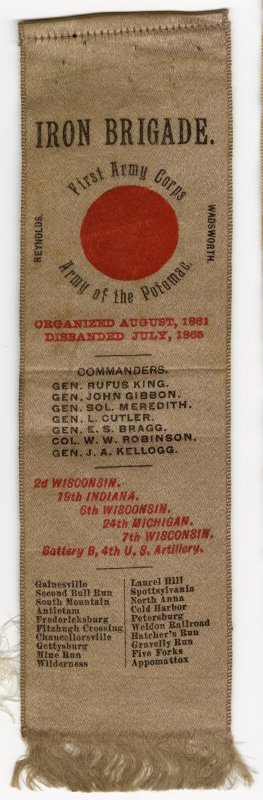 IRON BRIGADE.
First Army Corps
REYNOLDS.
WADSWORTH.
Army of the Potomac.
ORGANIZED AUGUST, 1861
DISBANDED JULY, 1865
COMMANDERS.
GEN. RUFUS KING.
GEN. JOHN GIBBON.
GEN. SOL. MEREDITH.
GEN. L. CUTLER.
GEN. E. S. BRAGG.
COL. W. W. ROBINSON.
GEN. J. A. KELLOGG.
2d WISCONSIN.
19th INDIANA.
6th WISCONSIN.
24th MICHIGAN.
7th WISCONSIN.
Battery B, 4th U. S. Artillery.
Gainesville
Second Bull Run
South Mountain
Antietam
Fredericksburg
Fitzhugh Crossing
Chancellorsville
Gettysburg
Mine Run
Wilderness
Laurel Hill
Spottsylvania
North Anna
Cold Harbor
Petersburg
Weldon Railroad
Hatcher's Run
Gravelly Run
Five Forks
Appomattox